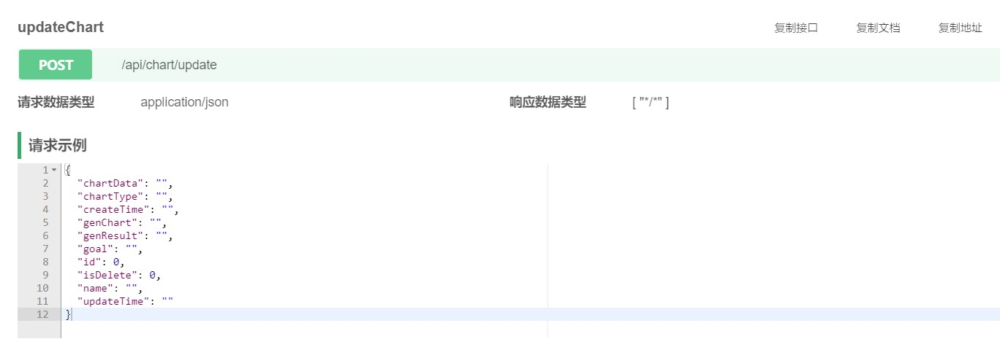 updateChart 复制接口 复制文档 复制地址
POST /api/chart/update
请求数据类型 application/json 响应数据类型 [ "*/*" ]
请求示例
1 {
2 "chartData": "",
3 "chartType": "",
4 "createTime": "",
5 "genChart": "",
6 "genResult": "",
7 "goal": "",
8 "id": 0,
9 "isDelete": 0,
10 "name": "",
11 "updateTime": ""
12 }